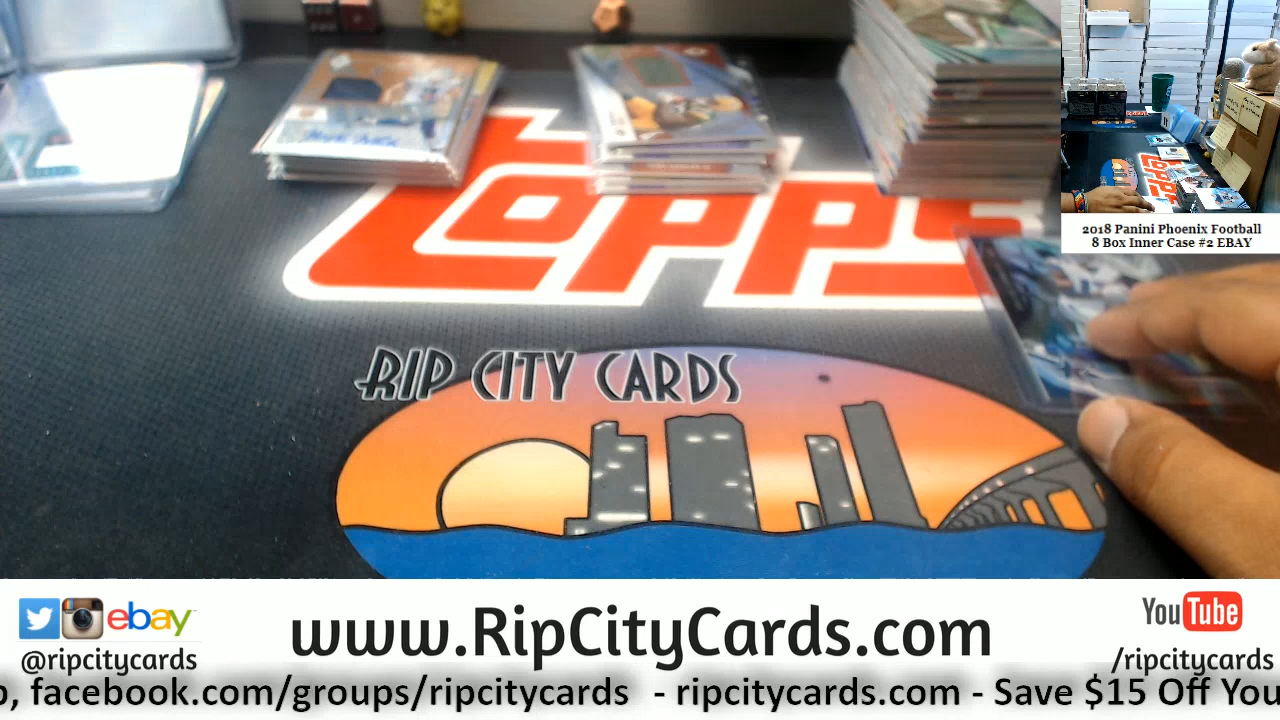 topps
RIP CITY CARDS
2018 Panini Phoenix Football
8 Box Inner Case #2 EBAY
ebay
@ripcitycards
www.RipCityCards.com
YouTube
/ripcitycards
o, facebook.com/groups/ripcitycards - ripcitycards.com - Save $15 Off You